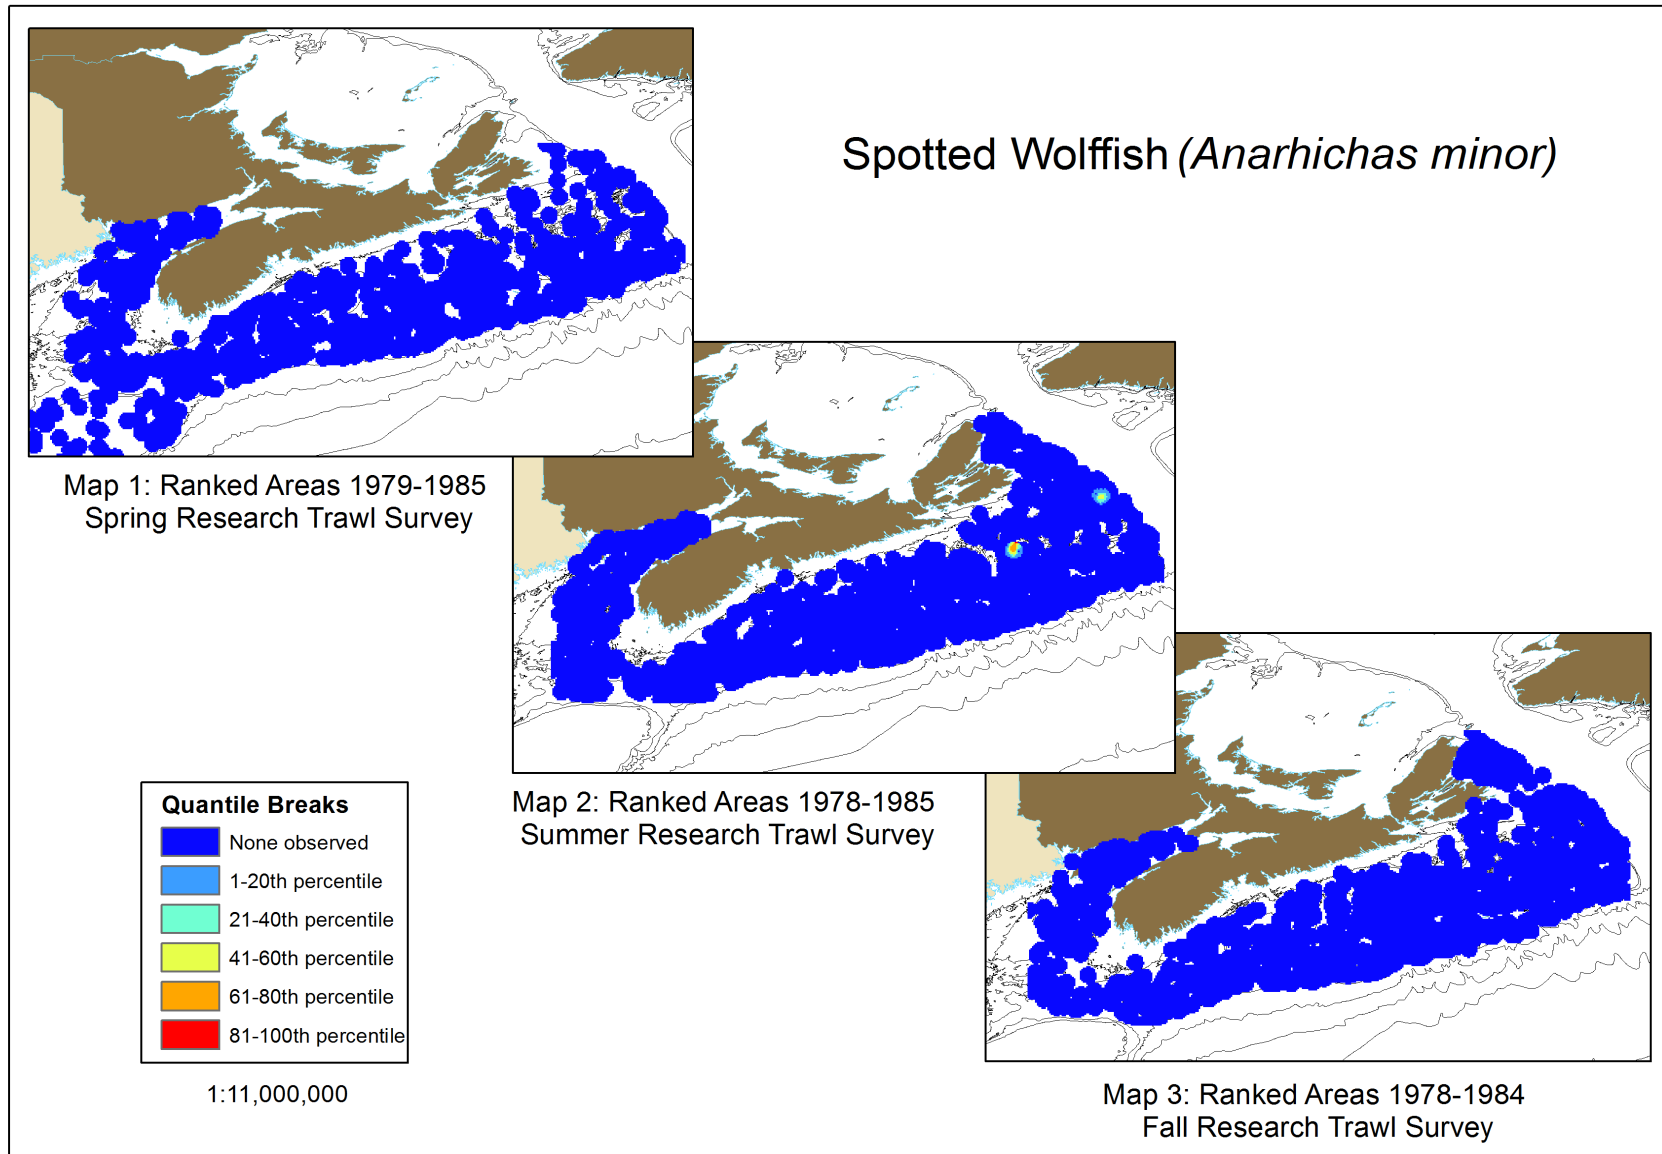 Spotted Wolffish (Anarhichas minor)
Map 1: Ranked Areas 1979-1985
Spring Research Trawl Survey
Map 2: Ranked Areas 1978-1985
Summer Research Trawl Survey
Quantile Breaks
None observed
1-20th percentile
21-40th percentile
41-60th percentile
61-80th percentile
81-100th percentile
1:11,000,000
Map 3: Ranked Areas 1978-1984
Fall Research Trawl Survey